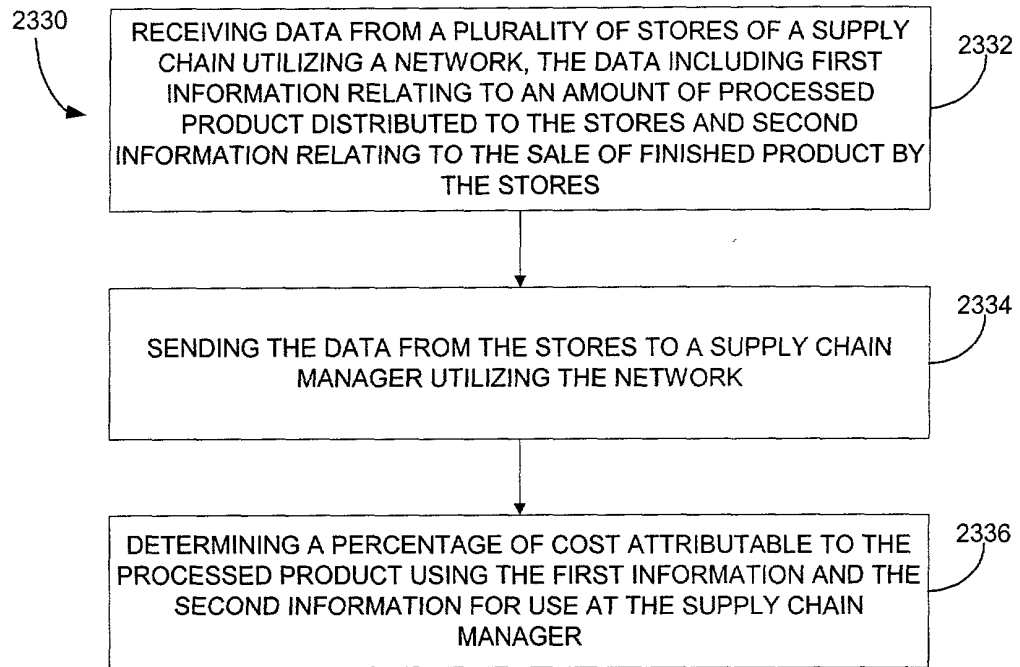 2330
RECEIVING DATA FROM A PLURALITY OF STORES OF A SUPPLY
CHAIN UTILIZING A NETWORK, THE DATA INCLUDING FIRST
INFORMATION RELATING TO AN AMOUNT OF PROCESSED
PRODUCT DISTRIBUTED TO THE STORES AND SECOND
INFORMATION RELATING TO THE SALE OF FINISHED PRODUCT BY
THE STORES
2332
SENDING THE DATA FROM THE STORES TO A SUPPLY CHAIN
MANAGER UTILIZING THE NETWORK
2334
DETERMINING A PERCENTAGE OF COST ATTRIBUTABLE TO THE
PROCESSED PRODUCT USING THE FIRST INFORMATION AND THE
SECOND INFORMATION FOR USE AT THE SUPPLY CHAIN
MANAGER
2336